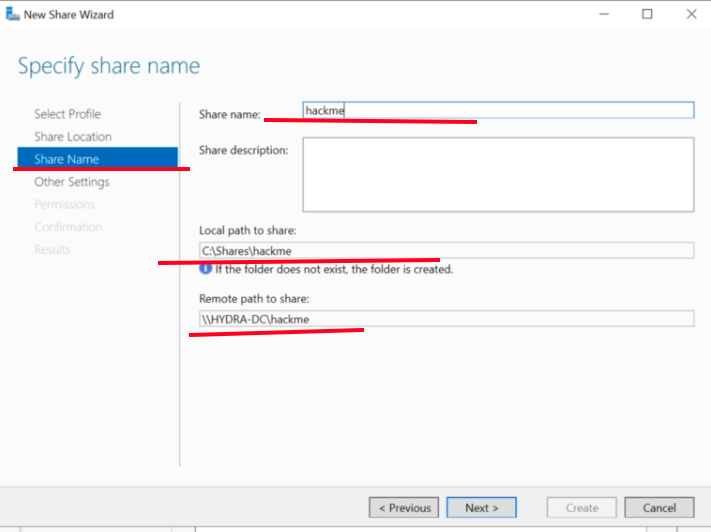 New Share Wizard
Specify share name
Select Profile
Share Location
Share Name
Other Settings
Permissions
Confirmation
Results
Share name:
hackme
Share description:
Local path to share:
C:\Shares\hackme
If the folder does not exist, the folder is created.
Remote path to share:
\\HYDRA-DC\hackme
< Previous
Next >
Create
Cancel